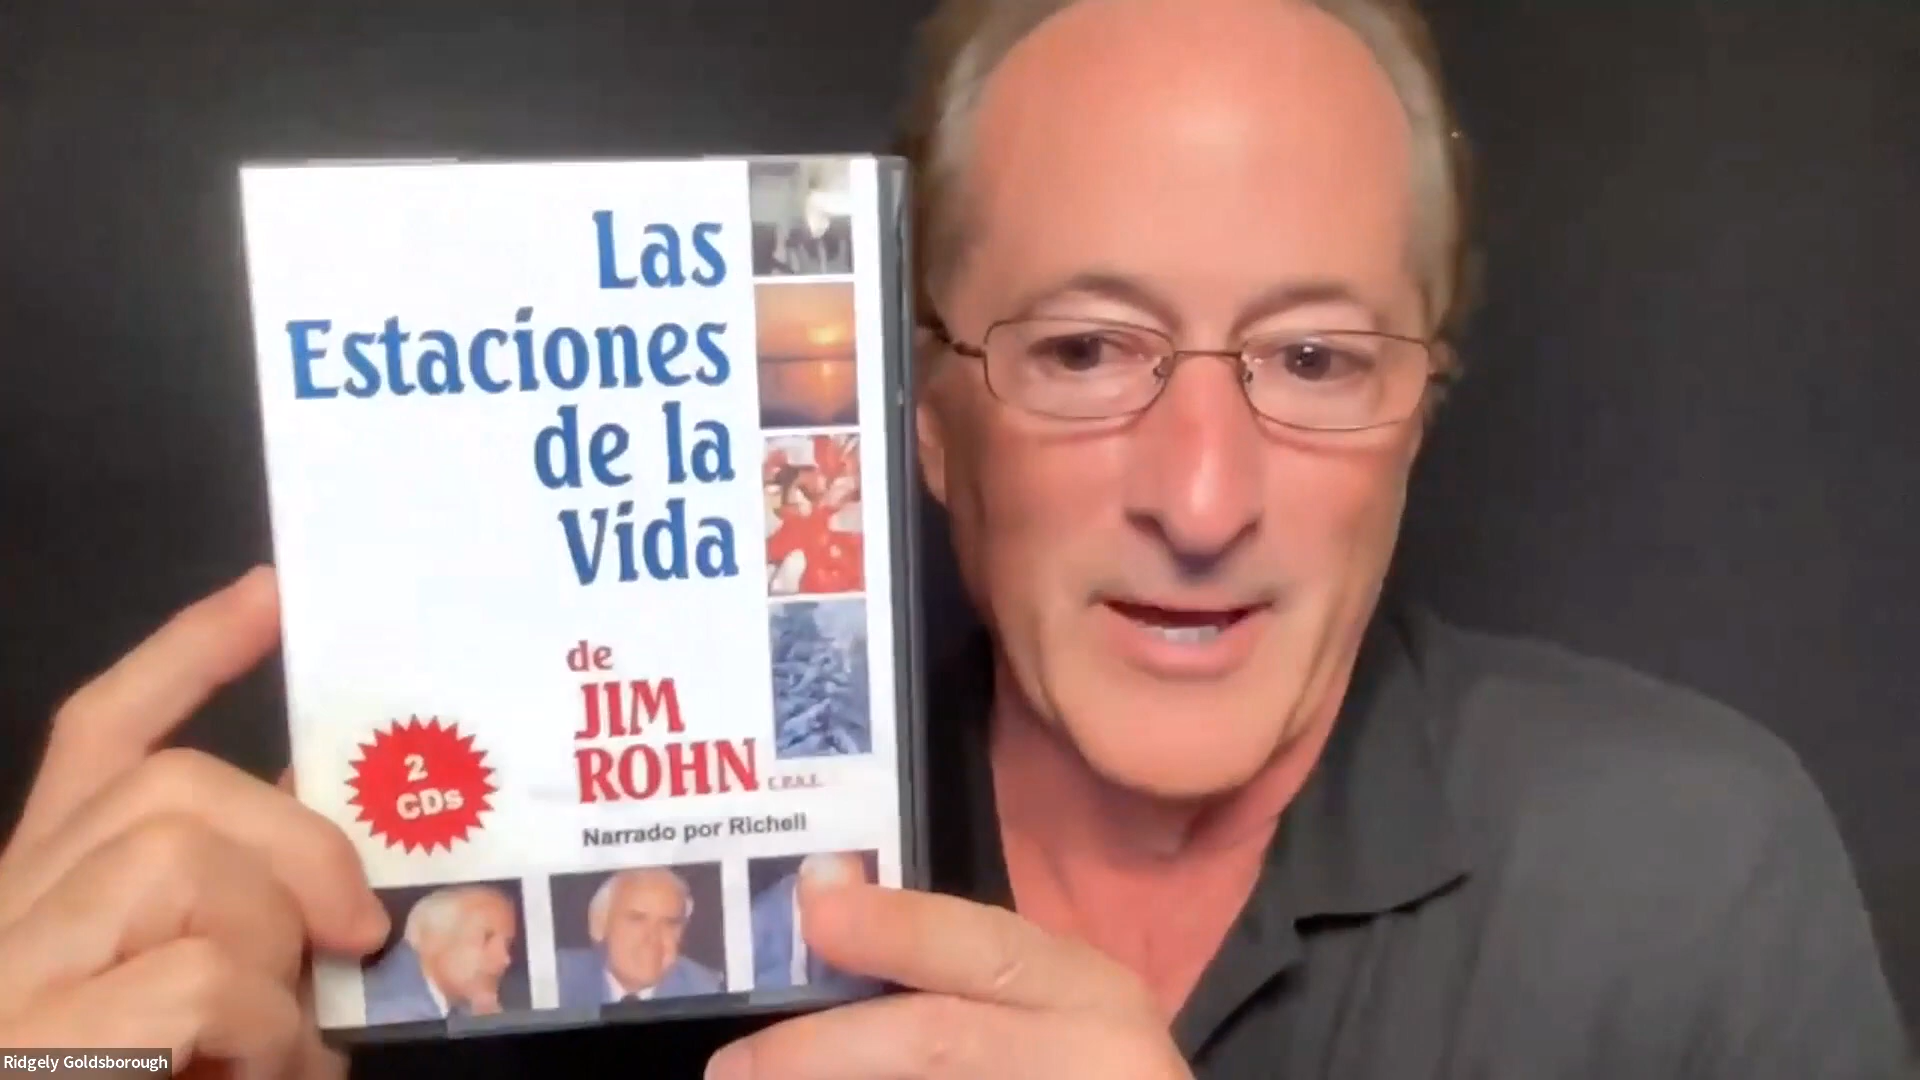 Las
Estaciones
de la
Vida
de
JIM
ROHN C.P.A.E.
2
CDs
Narrado por Richell
Ridgely Goldsborough